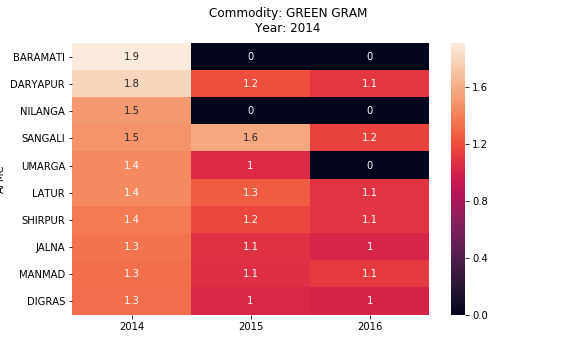 Commodity: GREEN GRAM
Year: 2014
BARAMATI 1.9 0 0
DARYAPUR 1.8 1.2 1.1
NILANGA 1.5 0 0
SANGALI 1.5 1.6 1.2
UMARGA 1.4 1 0
LATUR 1.4 1.3 1.1
SHIRPUR 1.4 1.2 1.1
JALNA 1.3 1.1 1
MANMAD 1.3 1.1 1.1
DIGRAS 1.3 1 1
2014 2015 2016
1.6
1.2
0.8
0.4
0.0